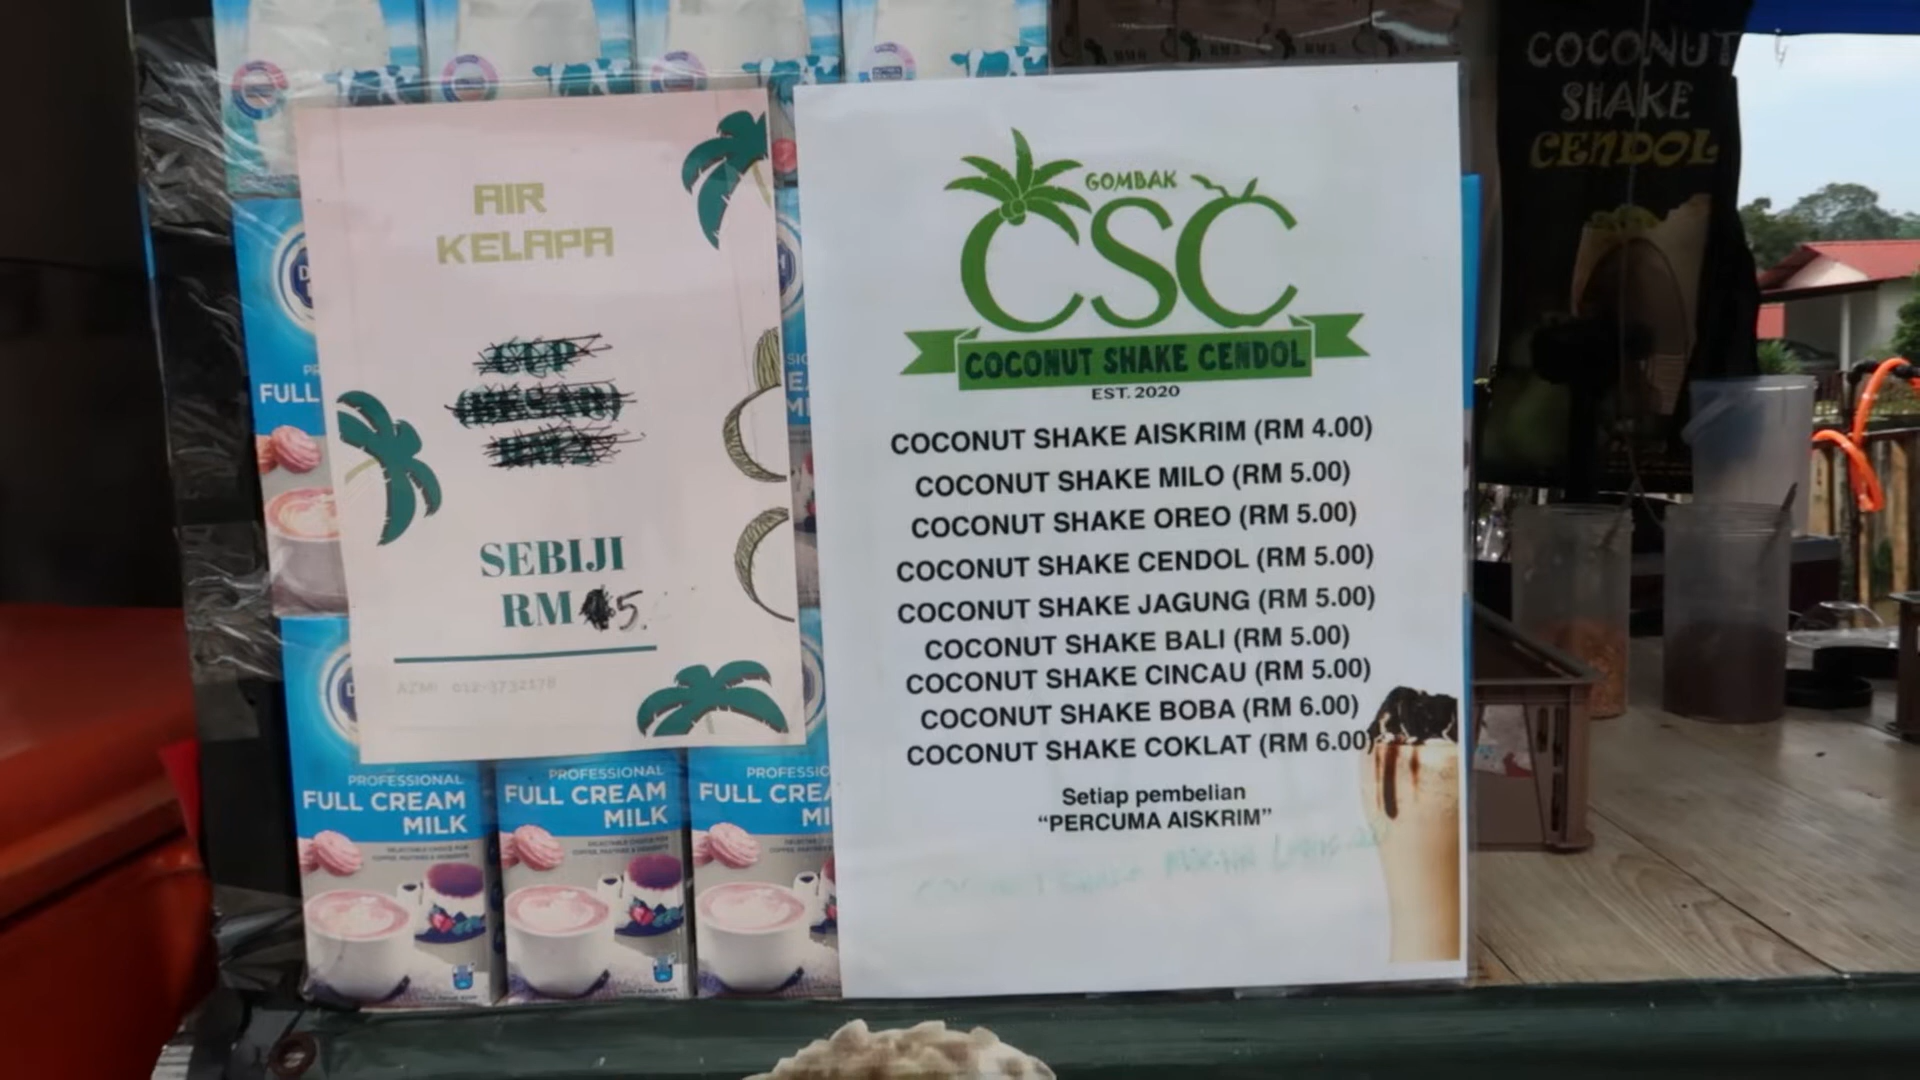 COCONUT
SHAKE
CENDOL
AIR
KELAPA
SEBIJI
RM 5.
GOMBAK
CSC
COCONUT SHAKE CENDOL
EST. 2020
COCONUT SHAKE AISKRIM (RM 4.00)
COCONUT SHAKE MILO (RM 5.00)
COCONUT SHAKE OREO (RM 5.00)
COCONUT SHAKE CENDOL (RM 5.00)
COCONUT SHAKE JAGUNG (RM 5.00)
COCONUT SHAKE BALI (RM 5.00)
COCONUT SHAKE CINCAU (RM 5.00)
COCONUT SHAKE BOBA (RM 6.00)
COCONUT SHAKE COKLAT (RM 6.00)
Setiap pembelian
“PERCUMA AISKRIM”
FULL
PROFESSIONAL
FULL CREAM
MILK
PROFESSIONAL
FULL CREAM
MILK
PROFESSIO
FULL CREA
MI